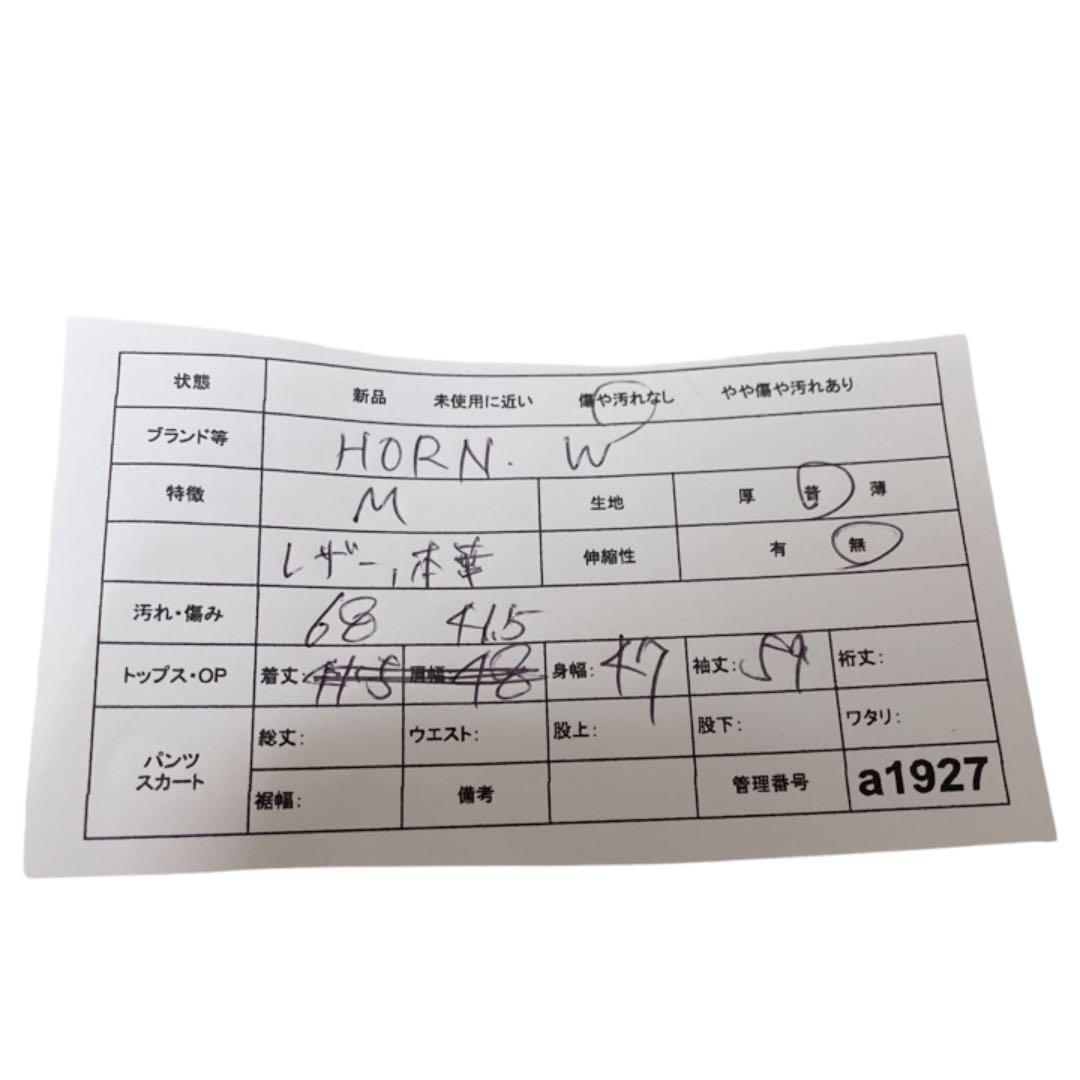 状態 新品 未使用に近い 傷や汚れなし やや傷や汚れあり
ブランド等 HORN. W
特徴 M 生地 厚 普 薄
レザー, 本革 伸縮性 有 無
汚れ・傷み 68 41.5
トップス・OP 着丈: 肩幅: 48 身幅: 47 袖丈: 59 裄丈:
パンツ スカート 総丈: ウエスト: 股上: 股下: ワタリ:
裾幅: 備考 管理番号 a1927